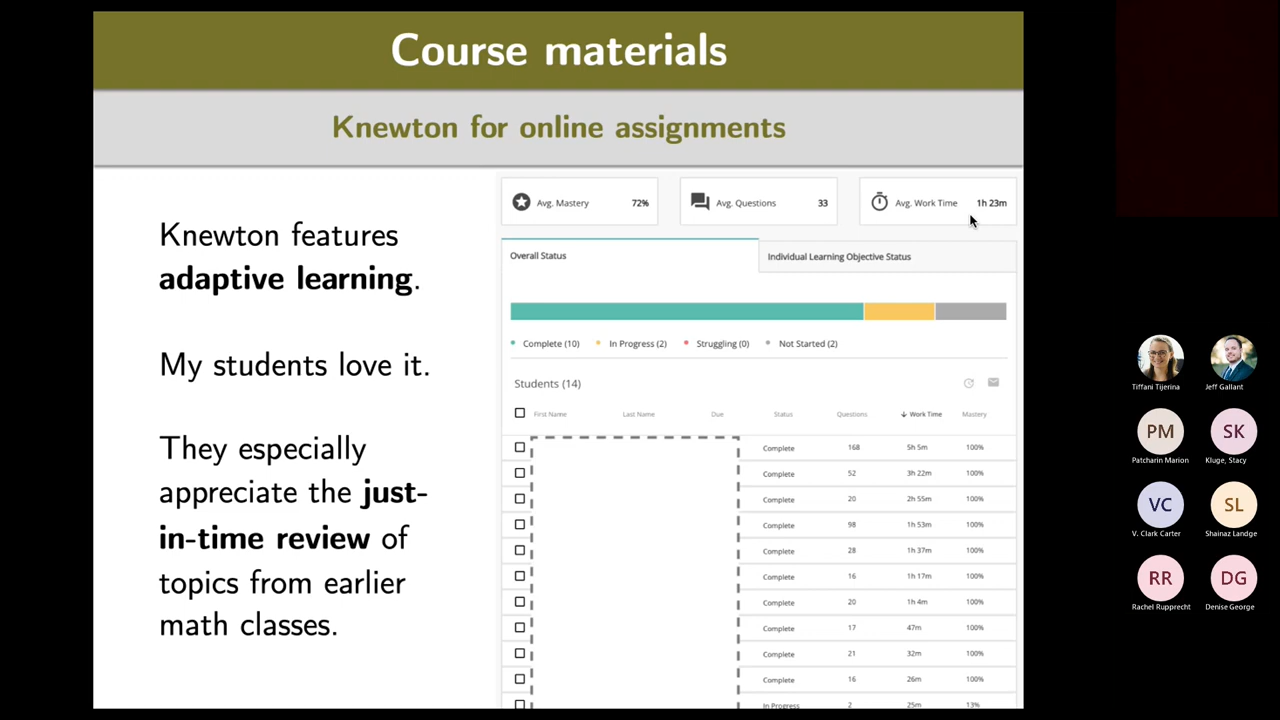 Course materials
Knewton for online assignments
Knewton features
adaptive learning.
My students love it.
They especially
appreciate the just-
in-time review of
topics from earlier
math classes.
Avg. Mastery 72%
Avg. Questions 33
Avg. Work Time 1h 23m
Overall Status
Individual Learning Objective Status
Complete (10) In Progress (2) Struggling (0) Not Started (2)
Students (14)
First Name Last Name Due Status Questions Work Time Mastery
Complete 168 5h 5m 100%
Complete 52 3h 22m 100%
Complete 20 2h 55m 100%
Complete 98 1h 53m 100%
Complete 28 1h 37m 100%
Complete 16 1h 17m 100%
Complete 20 1h 4m 100%
Complete 17 47m 100%
Complete 21 32m 100%
Complete 16 26m 100%
In Progress 2 25m 13%
Tiffani Tijerina
Jeff Gallant
PM
Patcharin Marion
SK
Kluge, Stacy
VC
V. Clark Carter
SL
Shainaz Landge
RR
Rachel Rupprecht
DG
Denise George